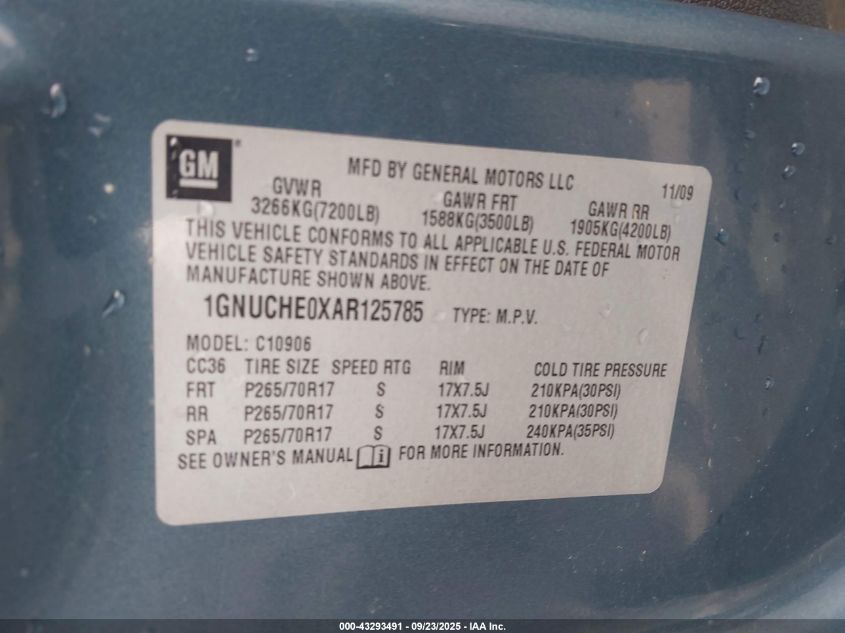 GM
MFD BY GENERAL MOTORS LLC 11/09
GVWR GAWR FRT GAWR RR
3266KG(7200LB) 1588KG(3500LB) 1905KG(4200LB)
THIS VEHICLE CONFORMS TO ALL APPLICABLE U.S. FEDERAL MOTOR
VEHICLE SAFETY STANDARDS IN EFFECT ON THE DATE OF
MANUFACTURE SHOWN ABOVE.
1GNUCHE0XAR125785 TYPE: M.P.V.
MODEL: C10906
CC36 TIRE SIZE SPEED RTG RIM COLD TIRE PRESSURE
FRT P265/70R17 S 17X7.5J 210KPA(30PSI)
RR P265/70R17 S 17X7.5J 210KPA(30PSI)
SPA P265/70R17 S 17X7.5J 240KPA(35PSI)
SEE OWNER'S MANUAL i FOR MORE INFORMATION.
000-43293491 - 09/23/2025 - IAA Inc.